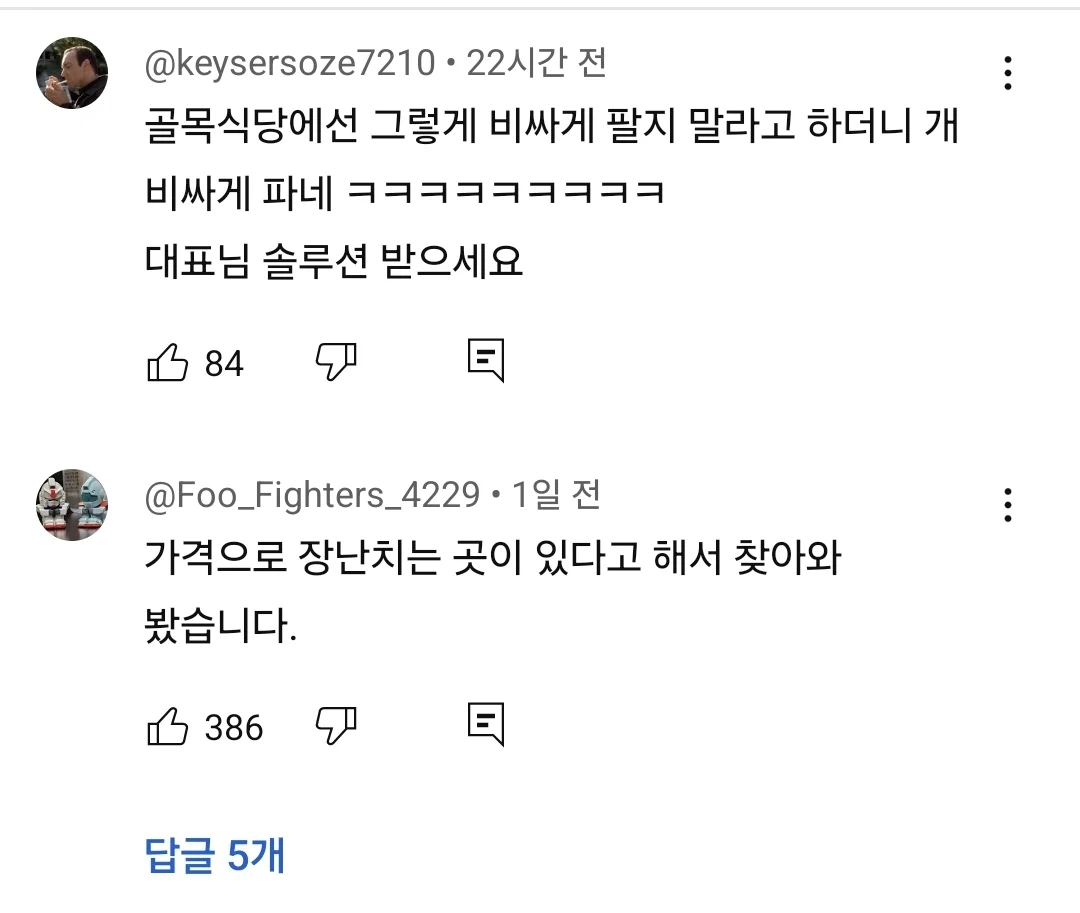 @keysersoze7210 • 22시간 전
골목식당에선 그렇게 비싸게 팔지 말라고 하더니 개
비싸게 파네 ㅋㅋㅋㅋㅋㅋㅋㅋㅋ
대표님 솔루션 받으세요
84
@Foo_Fighters_4229 • 1일 전
가격으로 장난치는 곳이 있다고 해서 찾아와
봤습니다.
386
답글 5개